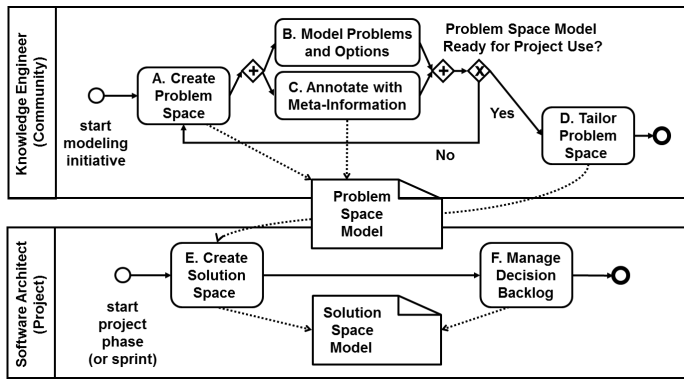 Knowledge Engineer
(Community)
start
modeling
initiative
A. Create
Problem
Space
+
B. Model Problems
and Options
C. Annotate with
Meta-Information
+
X
Problem Space Model
Ready for Project Use?
Yes
No
D. Tailor
Problem
Space
Problem
Space
Model
Software Architect
(Project)
start
project
phase
(or sprint)
E. Create
Solution
Space
Solution
Space
Model
F. Manage
Decision
Backlog